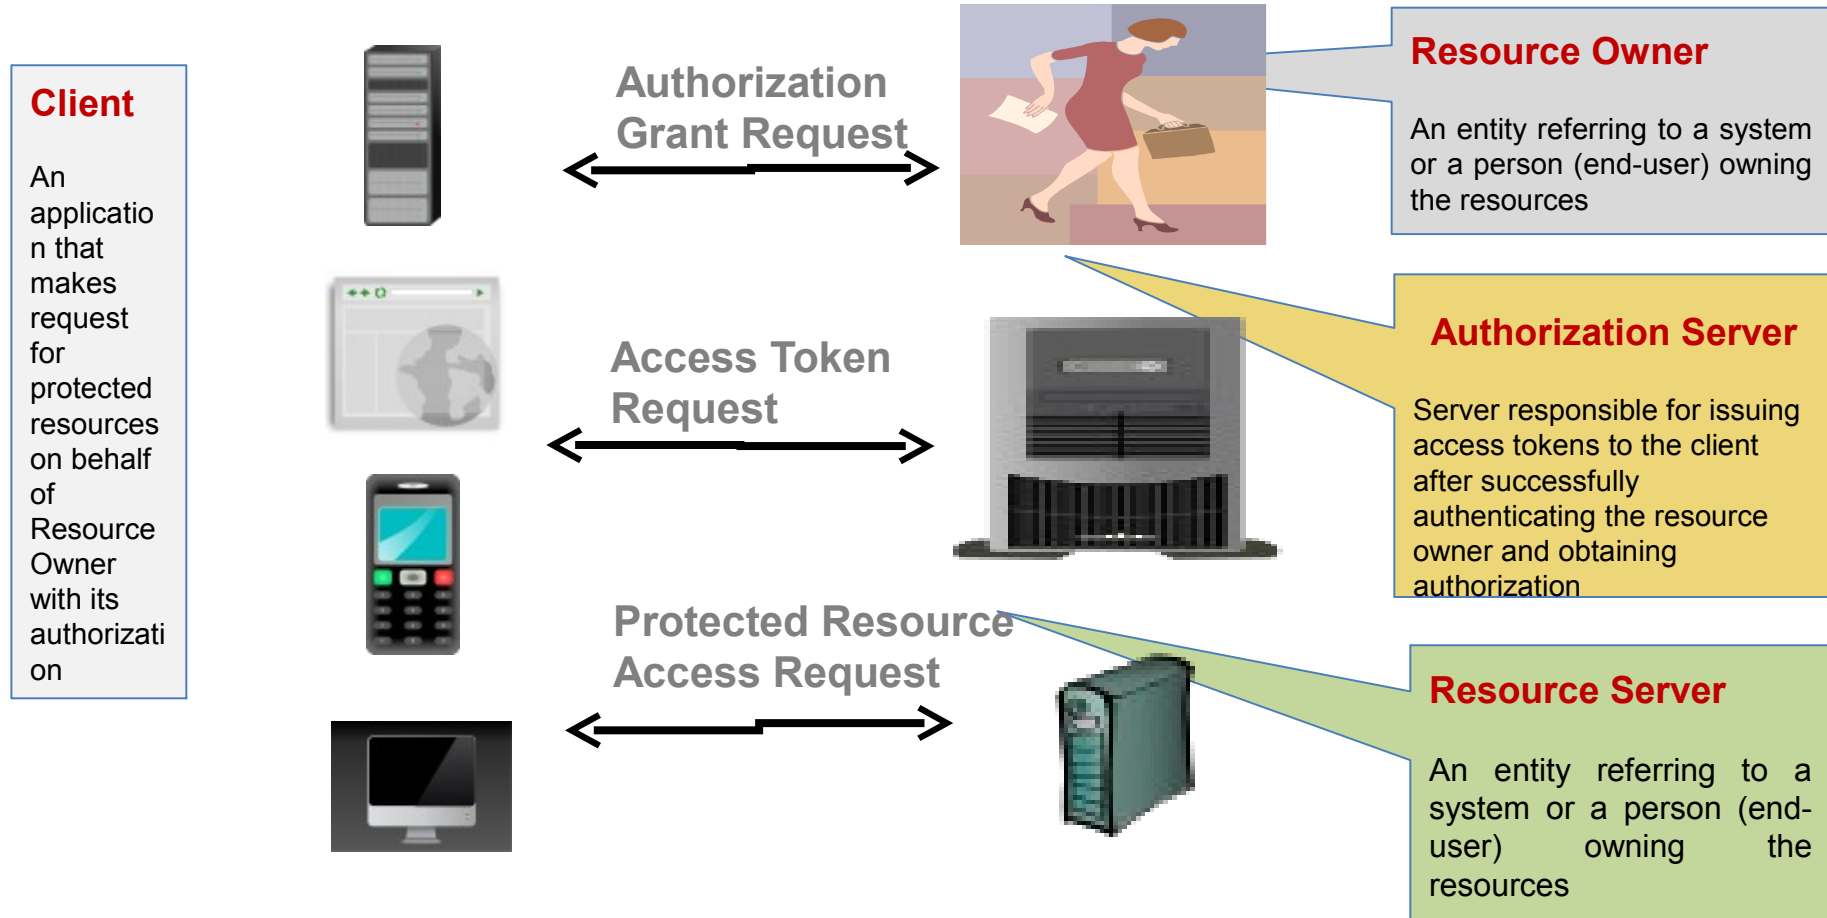 Client
An
applicatio
n that
makes
request
for
protected
resources
on behalf
of
Resource
Owner
with its
authorizati
on
Authorization
Grant Request
Access Token
Request
Protected Resource
Access Request
Resource Owner
An entity referring to a system
or a person (end-user) owning
the resources
Authorization Server
Server responsible for issuing
access tokens to the client
after successfully
authenticating the resource
owner and obtaining
authorization
Resource Server
An entity referring to a
system or a person (end-
user) owning the
resources